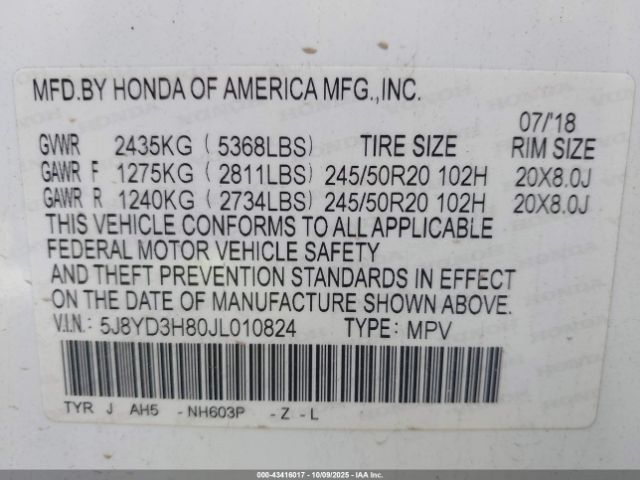 MFD.BY HONDA OF AMERICA MFG.,INC.
07/'18
GVWR 2435KG ( 5368LBS) TIRE SIZE RIM SIZE
GAWR F 1275KG ( 2811LBS) 245/50R20 102H 20X8.0J
GAWR R 1240KG ( 2734LBS) 245/50R20 102H 20X8.0J
THIS VEHICLE CONFORMS TO ALL APPLICABLE
FEDERAL MOTOR VEHICLE SAFETY
AND THEFT PREVENTION STANDARDS IN EFFECT
ON THE DATE OF MANUFACTURE SHOWN ABOVE.
V.I.N.: 5J8YD3H80JL010824 TYPE: MPV
TYR J AH5 -NH603P -Z -L
000-43416017 - 10/09/2025 - IAAI.com